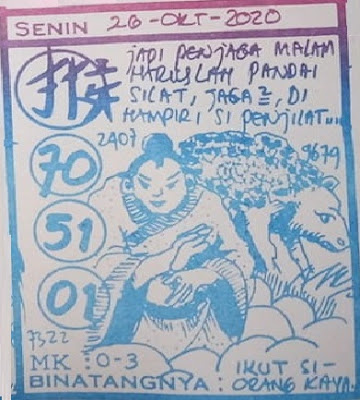 SENIN 26-OKT-2020
JADI PENJAGA MALAM
HARUSLAH PANDAI
SILAT, JAGA2, DI
HAMPIRI SI PENJILAT...
2407
9679
70
51
01
7322
MK : 0-3
IKUT SI-
BINATANGNYA : ORANG KAYA.